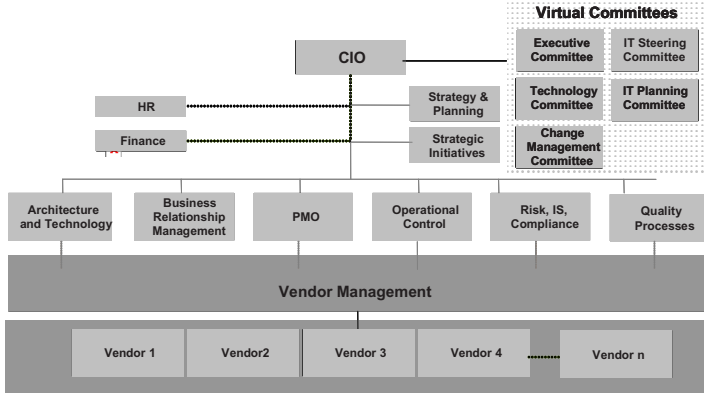 Virtual Committees
Executive
Committee
IT Steering
Committee
CIO
Technology
Committee
IT Planning
Committee
HR
Strategy &
Planning
Finance
Strategic
Initiatives
Change
Management
Committee
Architecture
and Technology
Business
Relationship
Management
PMO
Operational
Control
Risk, IS,
Compliance
Quality
Processes
Vendor Management
Vendor 1
Vendor2
Vendor 3
Vendor 4
Vendor n